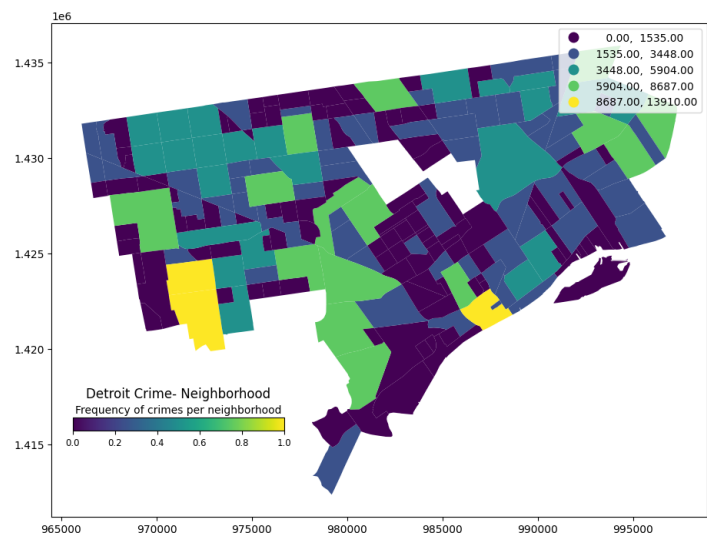 1e6
1.435
1.430
1.425
1.420
1.415
0.00, 1535.00
1535.00, 3448.00
3448.00, 5904.00
5904.00, 8687.00
8687.00, 13910.00
Detroit Crime- Neighborhood
Frequency of crimes per neighborhood
0.0 0.2 0.4 0.6 0.8 1.0
965000 970000 975000 980000 985000 990000 995000